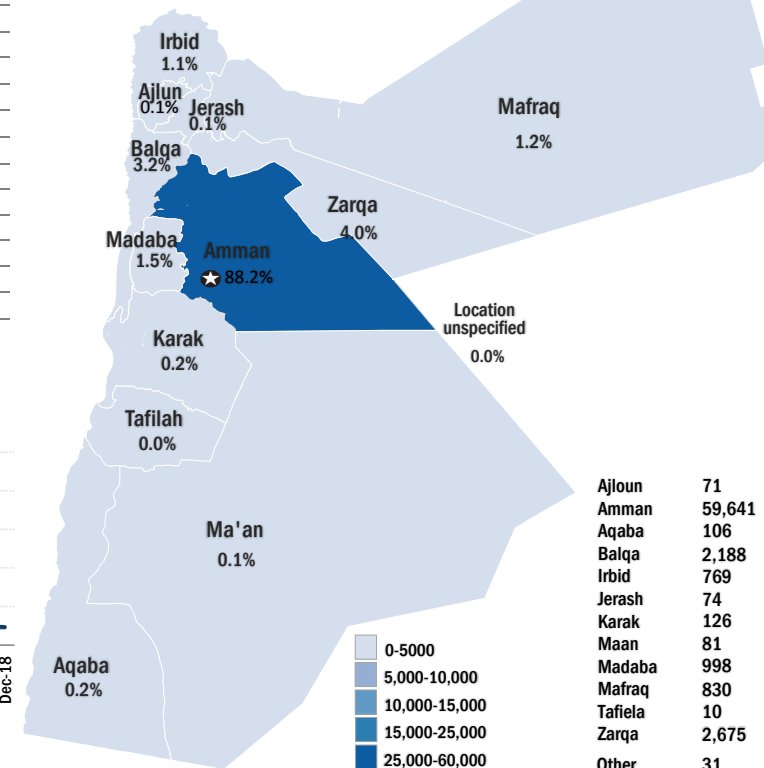 Irbid
1.1%
Ajlun
0.1%
Jerash
0.1%
Mafraq
1.2%
Balqa
3.2%
Zarqa
4.0%
Madaba
1.5%
Amman
88.2%
Location
unspecified
0.0%
Karak
0.2%
Tafilah
0.0%
Ma'an
0.1%
Aqaba
0.2%
Dec-18
0-5000
5,000-10,000
10,000-15,000
15,000-25,000
25,000-60,000
Ajloun 71
Amman 59,641
Aqaba 106
Balqa 2,188
Irbid 769
Jerash 74
Karak 126
Maan 81
Madaba 998
Mafraq 830
Tafiela 10
Zarqa 2,675
Other 31